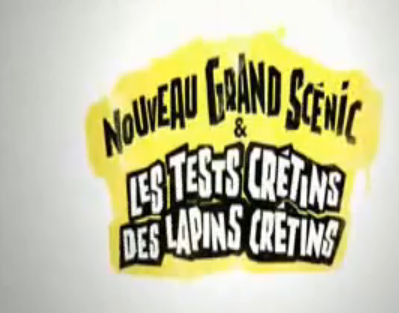 NOUVEAU GRAND SCÉNIC
&
LES TESTS CRÉTINS
DES LAPINS CRÉTINS